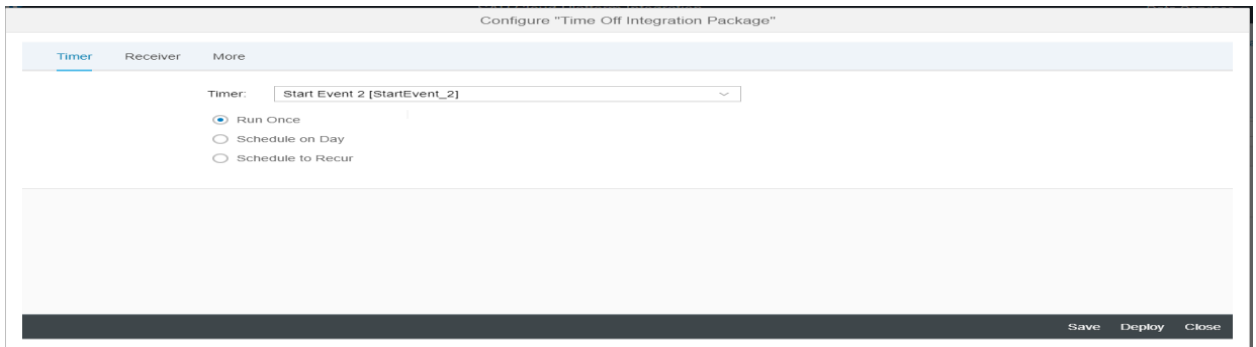 Configure "Time Off Integration Package"
Timer Receiver More
Timer: Start Event 2 [StartEvent_2]
Run Once
Schedule on Day
Schedule to Recur
Save Deploy Close